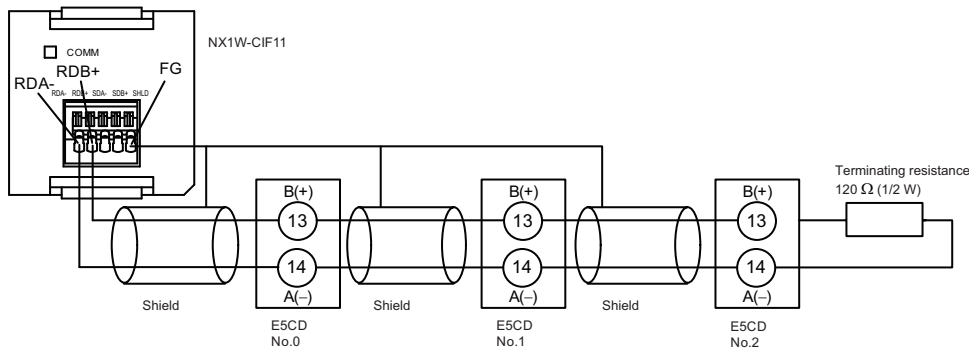 NX1W-CIF11
COMM
RDB+
RDA-
FG
RDA- RDB+ SDA- SDB+ SHLD
Terminating resistance
120 Ω (1/2 W)
B(+)
B(+)
B(+)
13
13
13
14
14
14
A(−)
A(−)
A(−)
Shield
Shield
Shield
E5CD
No.0
E5CD
No.1
E5CD
No.2